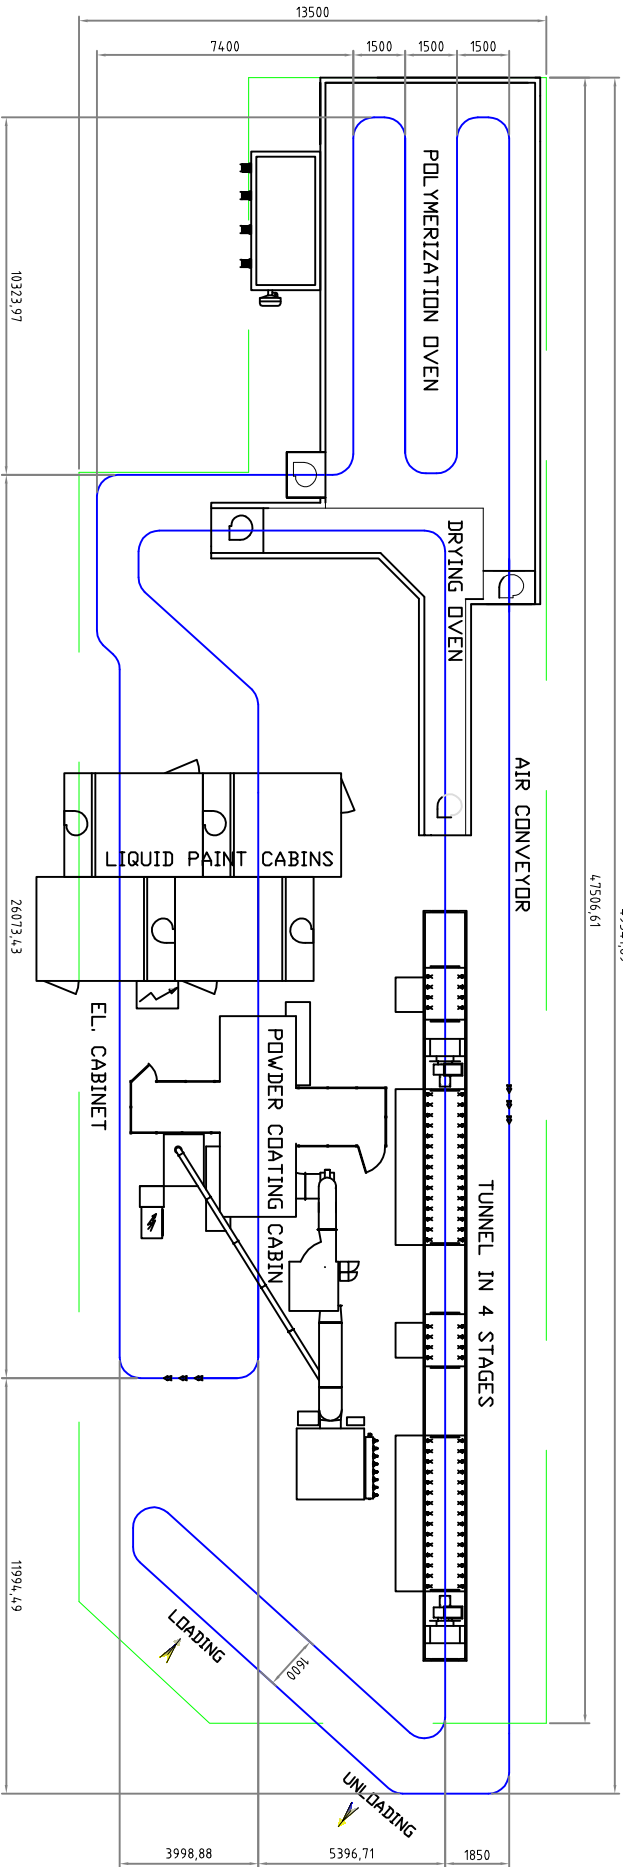 13500
7400
1500
1500
1500
POLYMERIZATION OVEN
10323,97
DRYING OVEN
AIR CONVEYOR
47506,61
LIQUID PAINT CABINS
26073,43
EL. CABINET
POWDER COATING CABIN
TUNNEL IN 4 STAGES
11994,49
LOADING
1600
UNLOADING
3998,88
5396,71
1850